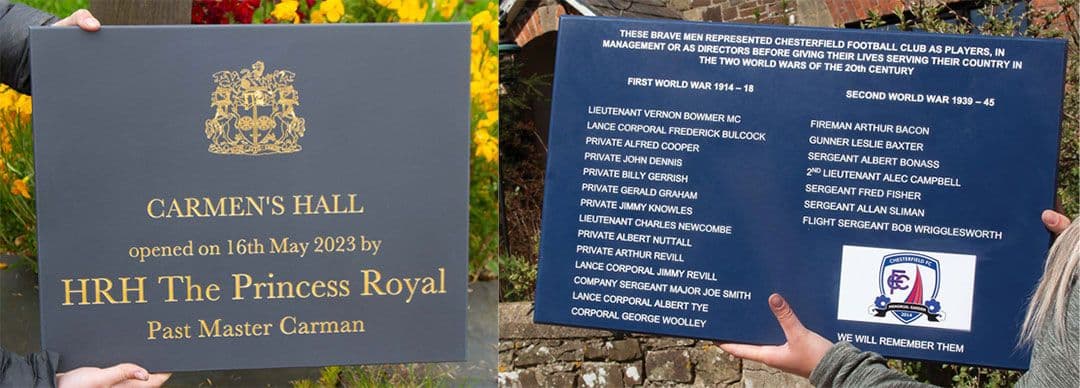 CARMEN'S HALL
opened on 16th May 2023 by
HRH The Princess Royal
Past Master Carman
THESE BRAVE MEN REPRESENTED CHESTERFIELD FOOTBALL CLUB AS PLAYERS, IN
MANAGEMENT OR AS DIRECTORS BEFORE GIVING THEIR LIVES SERVING THEIR COUNTRY IN
THE TWO WORLD WARS OF THE 20th CENTURY
FIRST WORLD WAR 1914 – 18
LIEUTENANT VERNON BOWMER MC
LANCE CORPORAL FREDERICK BULCOCK
PRIVATE ALFRED COOPER
PRIVATE JOHN DENNIS
PRIVATE BILLY GERRISH
PRIVATE GERALD GRAHAM
PRIVATE JIMMY KNOWLES
LIEUTENANT CHARLES NEWCOMBE
PRIVATE ALBERT NUTTALL
PRIVATE ARTHUR REVILL
LANCE CORPORAL JIMMY REVILL
COMPANY SERGEANT MAJOR JOE SMITH
LANCE CORPORAL ALBERT TYE
CORPORAL GEORGE WOOLLEY
SECOND WORLD WAR 1939 – 45
FIREMAN ARTHUR BACON
GUNNER LESLIE BAXTER
SERGEANT ALBERT BONASS
2ND LIEUTENANT ALEC CAMPBELL
SERGEANT FRED FISHER
SERGEANT ALLAN SLIMAN
FLIGHT SERGEANT BOB WRIGGLESWORTH
CHESTERFIELD FC
MEMORIAL GARDEN
2014
WE WILL REMEMBER THEM